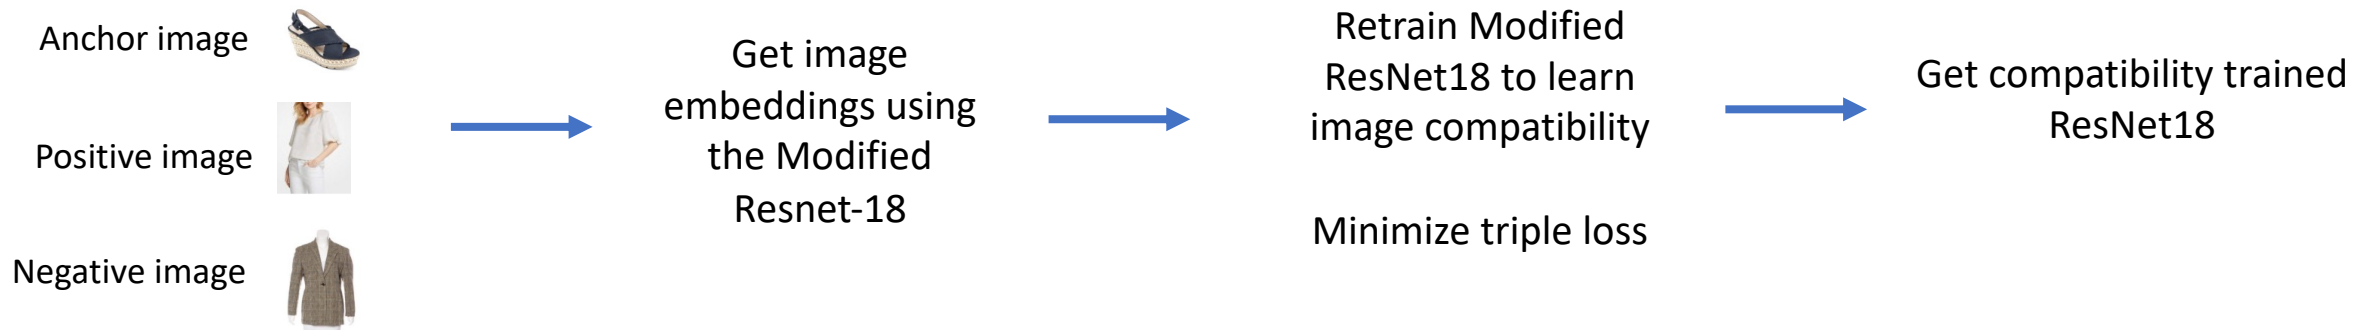 Anchor image
Positive image
Negative image
Get image
embeddings using
the Modified
Resnet-18
Retrain Modified
ResNet18 to learn
image compatibility
Minimize triple loss
Get compatibility trained
ResNet18